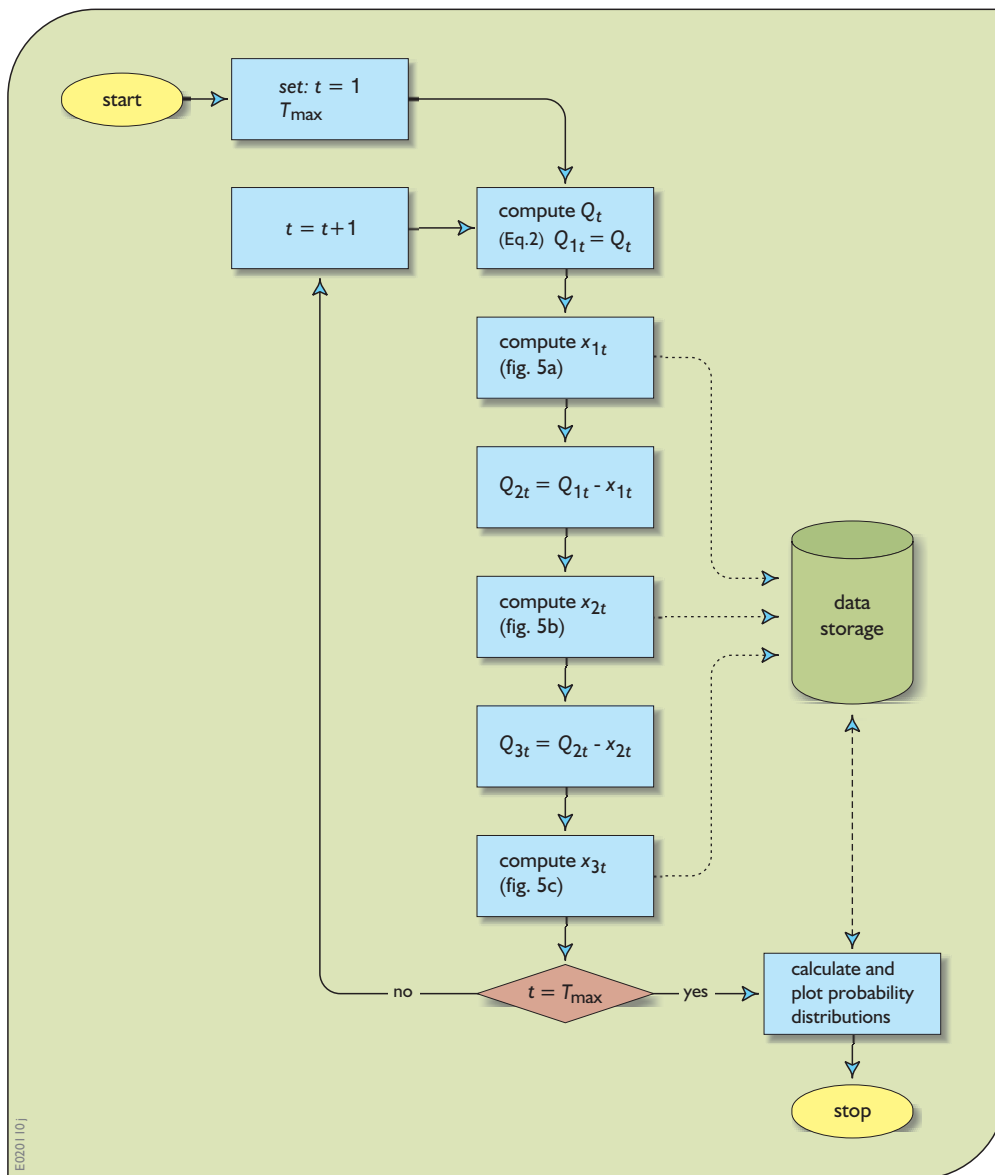 start
set: t = 1
Tmax
t = t+1
compute Qt
(Eq.2) Q1t = Qt
compute x1t
(fig. 5a)
Q2t = Q1t - x1t
compute x2t
(fig. 5b)
data
storage
Q3t = Q2t - x2t
compute x3t
(fig. 5c)
no
t = Tmax
yes
calculate and
plot probability
distributions
stop
E020110j